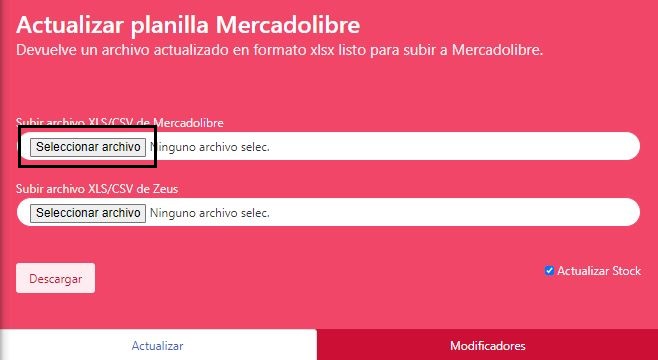 Actualizar planilla Mercadolibre
Devuelve un archivo actualizado en formato xlsx listo para subir a Mercadolibre.
Subir archivo XLS/CSV de Mercadolibre
Seleccionar archivo Ninguno archivo selec.
Subir archivo XLS/CSV de Zeus
Seleccionar archivo Ninguno archivo selec.
Descargar
Actualizar Stock
Actualizar
Modificadores